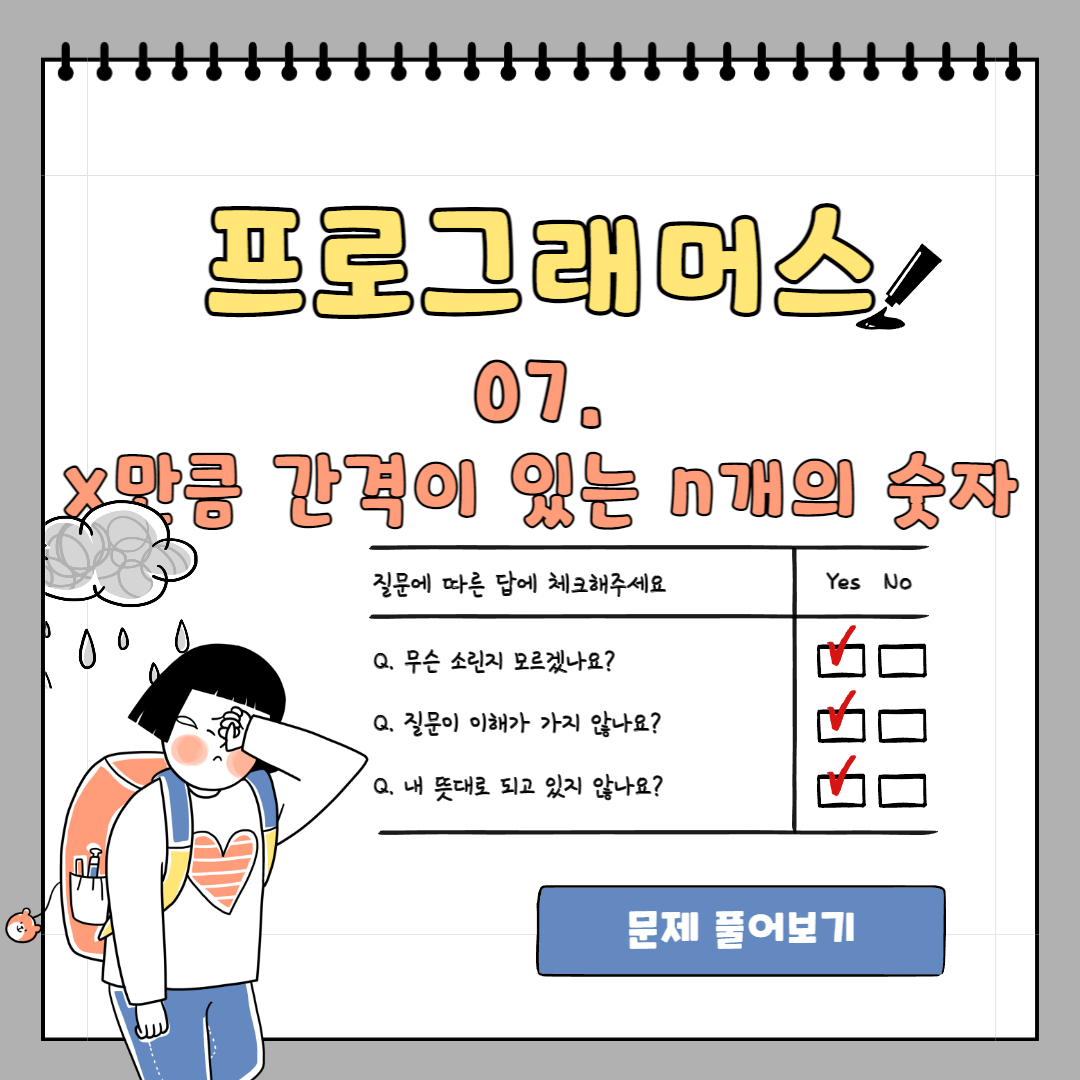 프로그래머스
07.
x만큼 간격이 있는 n개의 숫자
질문에 따른 답에 체크해주세요 Yes No
Q. 무슨 소린지 모르겠나요?
Q. 질문이 이해가 가지 않나요?
Q. 내 뜻대로 되고 있지 않나요?
문제 풀어보기